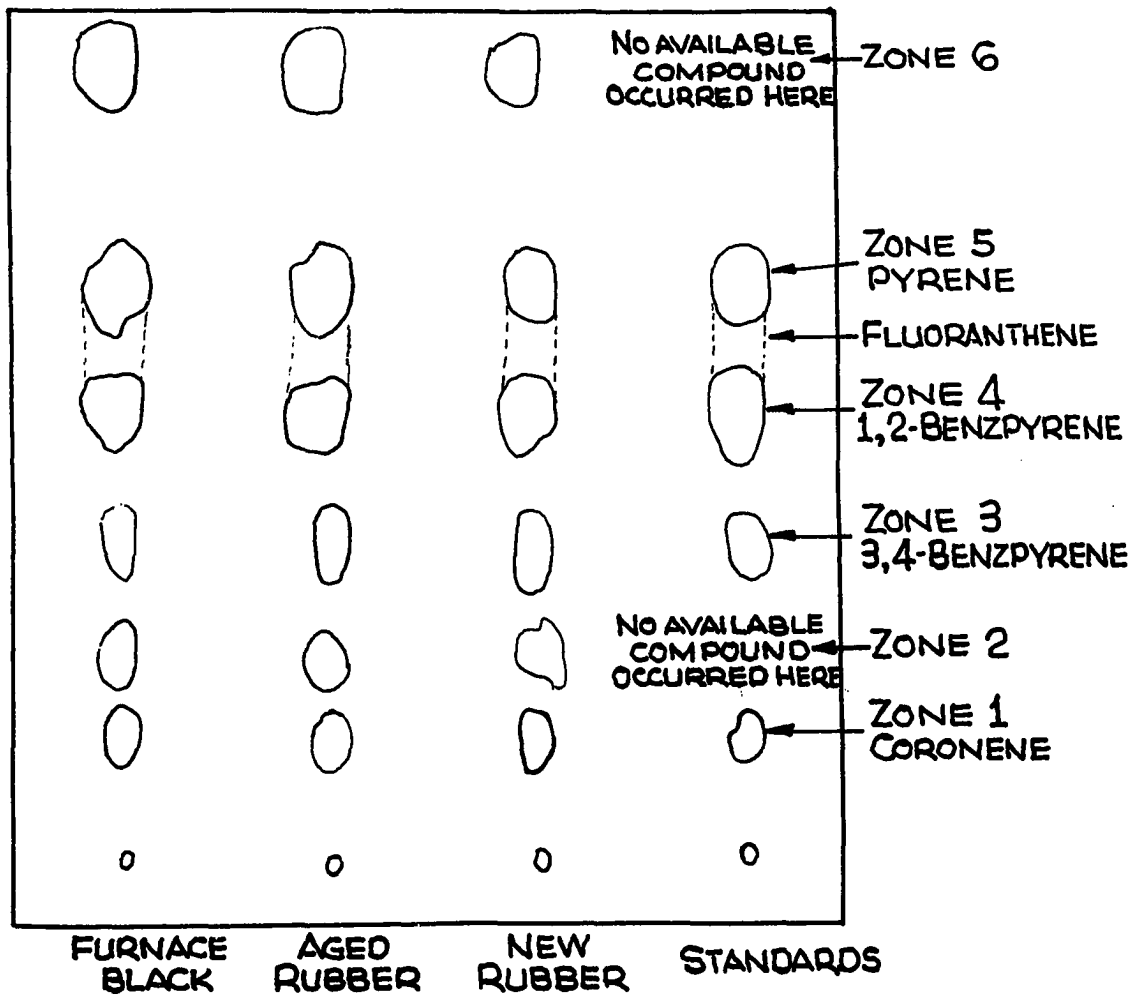 NO AVAILABLE
COMPOUND
OCCURRED HERE
ZONE 6
ZONE 5
PYRENE
FLUORANTHENE
ZONE 4
1,2-BENZPYRENE
ZONE 3
3,4-BENZPYRENE
NO AVAILABLE
COMPOUND
OCCURRED HERE
ZONE 2
ZONE 1
CORONENE
FURNACE
BLACK
AGED
RUBBER
NEW
RUBBER
STANDARDS